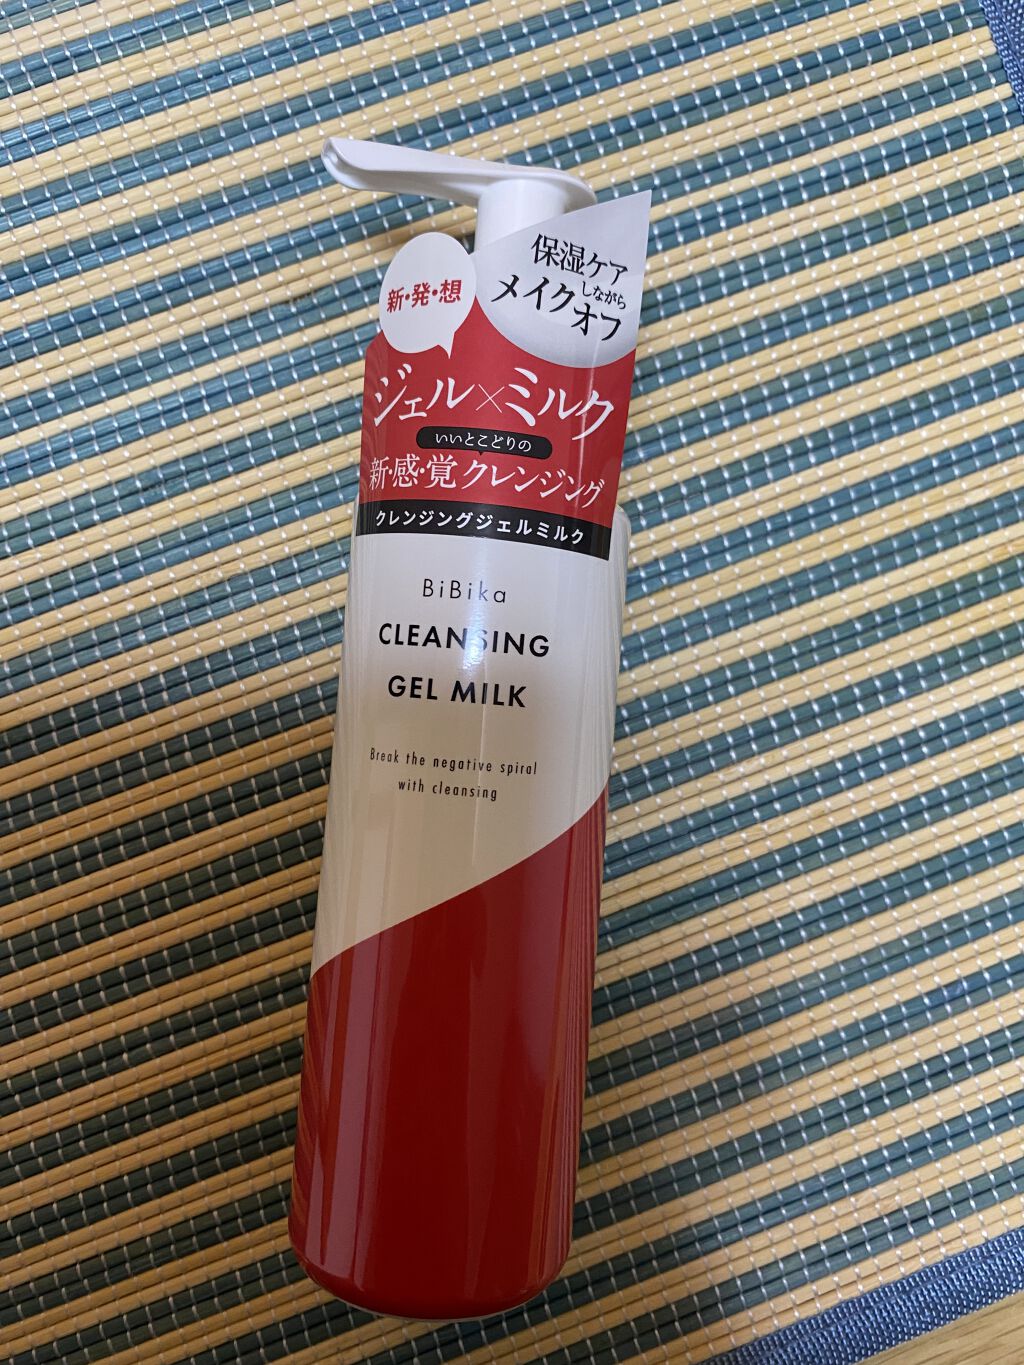 新・発・想
保湿ケア
しながら
メイクオフ
ジェル×ミルク
いいとこどりの
新・感・覚 クレンジング
クレンジングジェルミルク
BiBika
CLEANSING
GEL MILK
Break the negative spiral
with cleansing